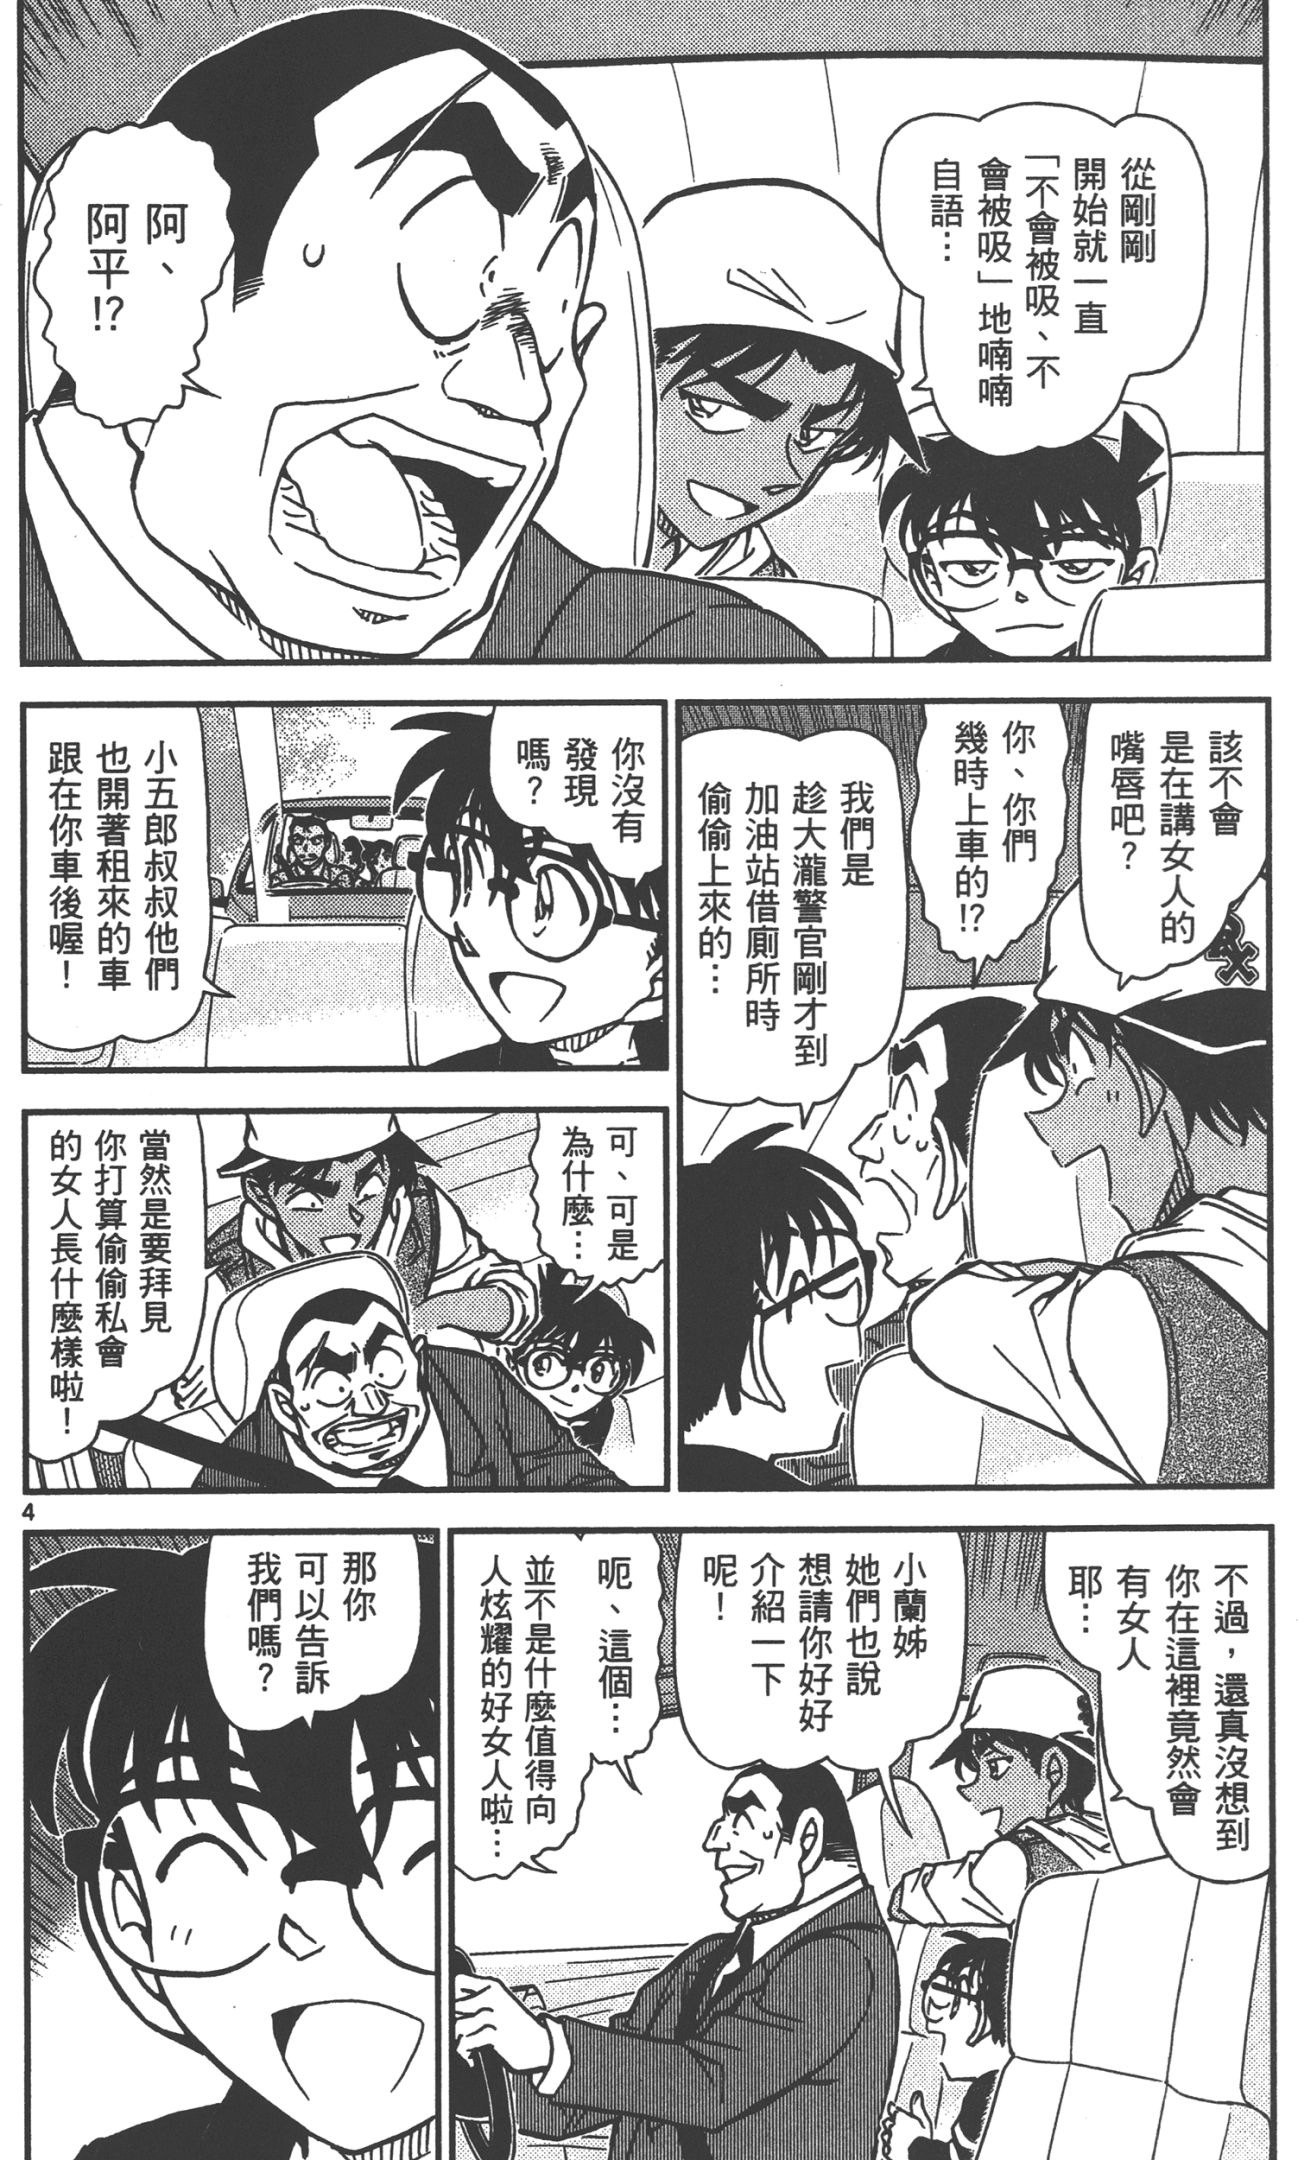 從剛剛
開始就一直
「不會被吸、不
會被吸」地喃喃
自語…
阿、
阿平!?
該不會
是在講女人的
嘴唇吧?
你、你們
幾時上車的!?
我們是
趁大瀧警官剛才到
加油站借廁所時
偷偷上來的…
你沒有
發現
嗎?
小五郎叔叔他們
也開著租來的車
跟在你車後喔!
可、可是
為什麼…
當然是要拜見
你打算偷偷私會
的女人長什麼樣啦!
4
不過,還真沒想到
你在這裡竟然會
有女人
耶…
小蘭姊
她們也說
想請你好好
介紹一下
呢!
呃、這個…
並不是什麼值得向
人炫耀的好女人啦…
那你
可以告訴
我們嗎?